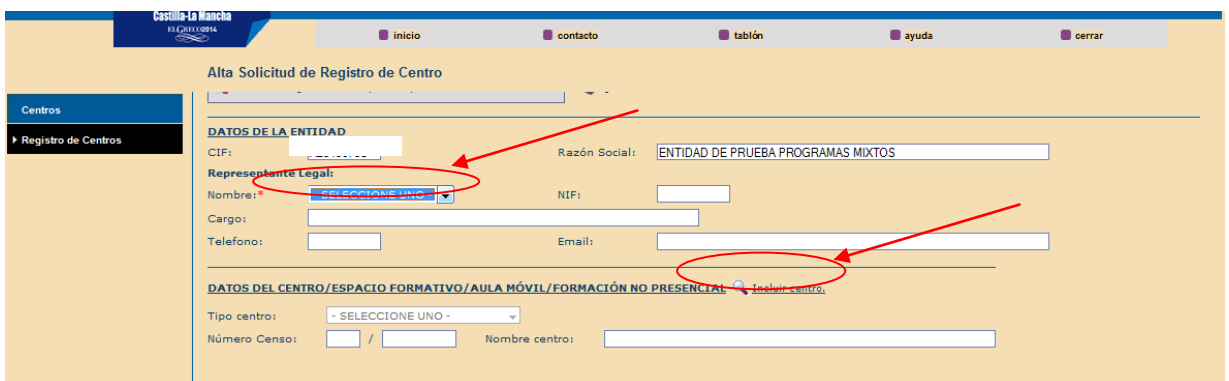 Castilla-La Mancha
ELGRECO2014
inicio contacto tablón ayuda cerrar
Alta Solicitud de Registro de Centro
Centros
Registro de Centros
DATOS DE LA ENTIDAD
CIF: Razón Social: ENTIDAD DE PRUEBA PROGRAMAS MIXTOS
Representante Legal:
Nombre:* - SELECCIONE UNO - NIF:
Cargo:
Telefono: Email:
DATOS DEL CENTRO/ESPACIO FORMATIVO/AULA MÓVIL/FORMACIÓN NO PRESENCIAL Incluir centro.
Tipo centro: - SELECCIONE UNO -
Número Censo: / Nombre centro: